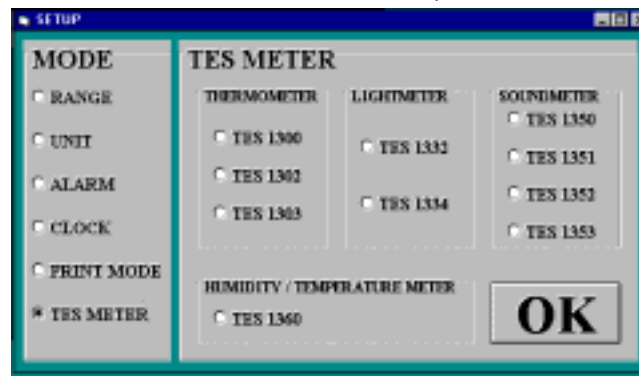 SETUP
MODE
RANGE
UNIT
ALARM
CLOCK
PRINT MODE
TES METER
TES METER
THERMOMETER
TES 1300
TES 1302
TES 1303
LIGHTMETER
TES 1332
TES 1334
SOUNDMETER
TES 1350
TES 1351
TES 1352
TES 1353
HUMIDITY / TEMPERATURE METER
TES 1360
OK